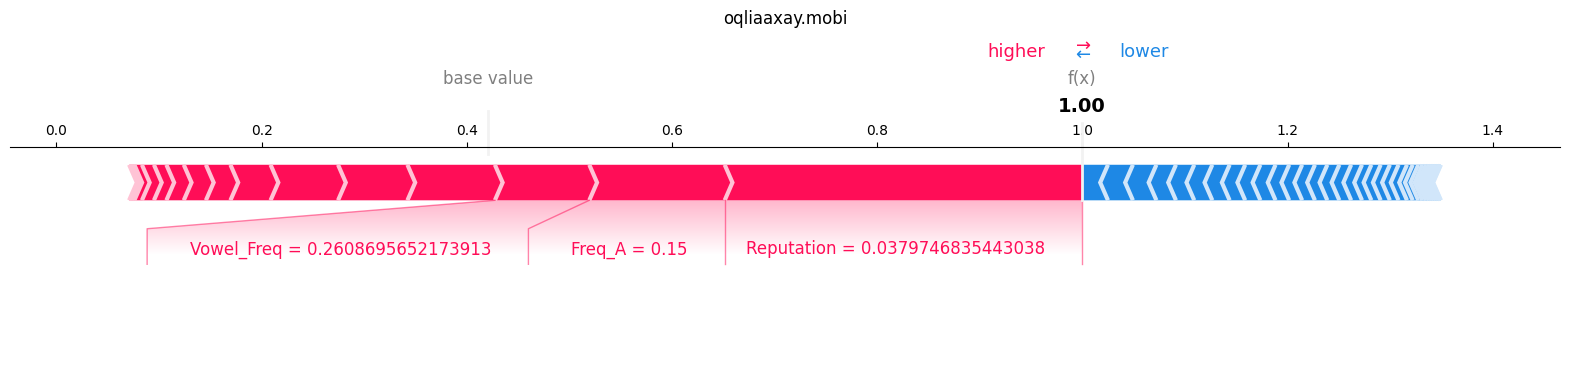 oqliaaxay.mobi
higher ⇄ lower
base value f(x)
1.00
0.0 0.2 0.4 0.6 0.8 1.0 1.2 1.4
Vowel_Freq = 0.2608695652173913 Freq_A = 0.15 Reputation = 0.0379746835443038